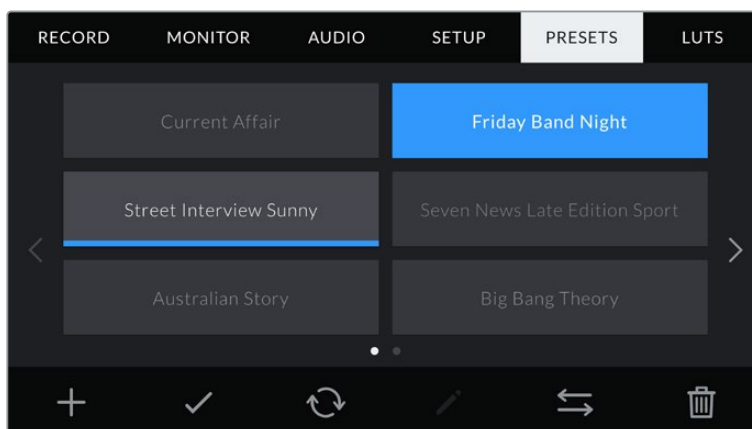 RECORD MONITOR AUDIO SETUP PRESETS LUTS
Current Affair Friday Band Night
Street Interview Sunny Seven News Late Edition Sport
Australian Story Big Bang Theory